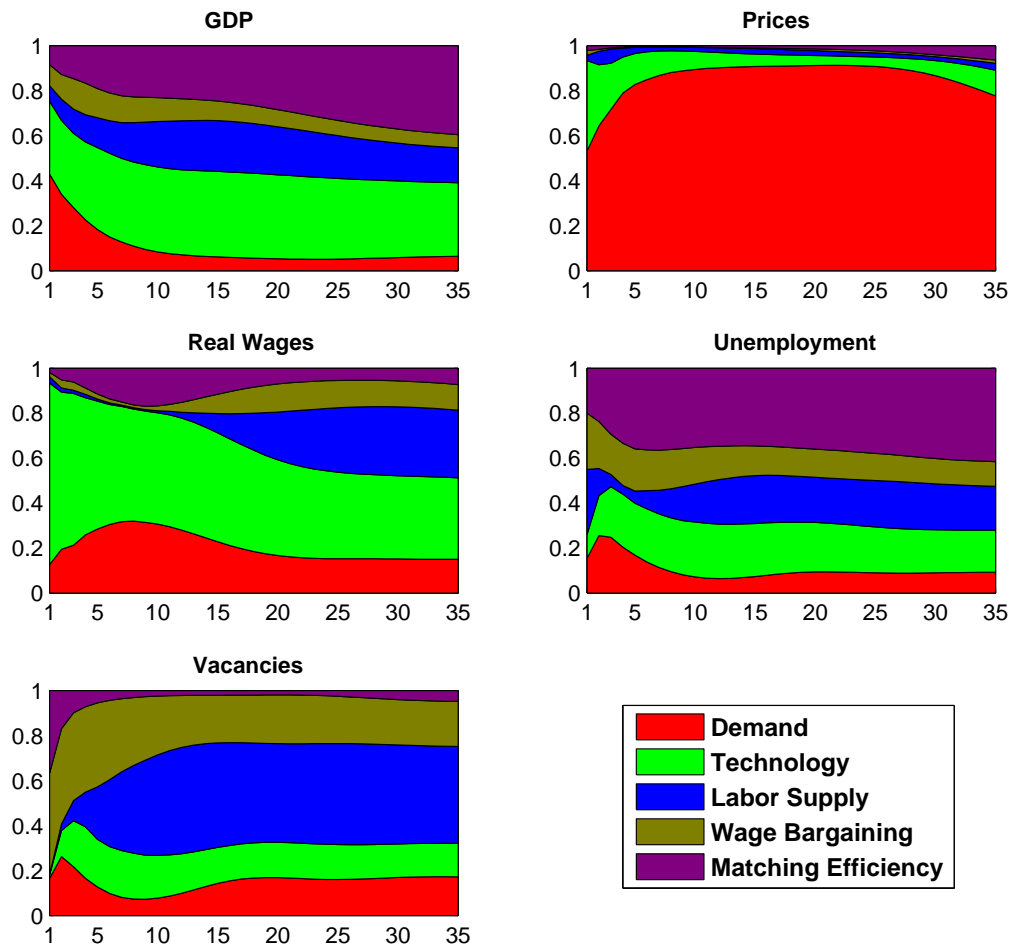 GDP
1
0.8
0.6
0.4
0.2
0
1 5 10 15 20 25 30 35
Prices
1
0.8
0.6
0.4
0.2
0
1 5 10 15 20 25 30 35
Real Wages
1
0.8
0.6
0.4
0.2
0
1 5 10 15 20 25 30 35
Unemployment
1
0.8
0.6
0.4
0.2
0
1 5 10 15 20 25 30 35
Vacancies
1
0.8
0.6
0.4
0.2
0
1 5 10 15 20 25 30 35
Demand
Technology
Labor Supply
Wage Bargaining
Matching Efficiency